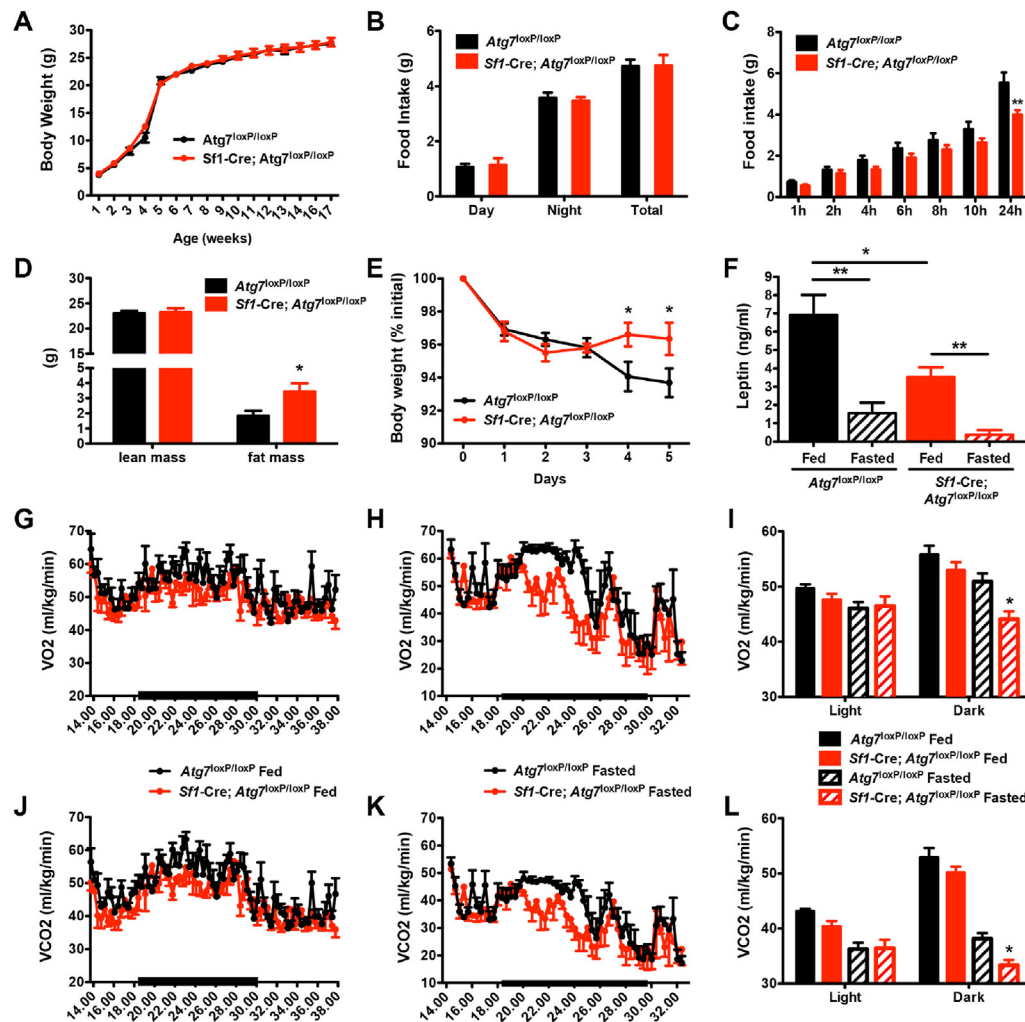 A
Body Weight (g)
30
25
20
15
10
5
0
Atg7loxP/loxP
Sf1-Cre; Atg7loxP/loxP
1 2 3 4 5 6 7 8 9 10 11 12 13 14 16 17
Age (weeks)
B
Food Intake (g)
6
4
2
0
Atg7loxP/loxP
Sf1-Cre; Atg7loxP/loxP
Day Night Total
C
Food intake (g)
8
6
4
2
0
Atg7loxP/loxP
Sf1-Cre; Atg7loxP/loxP
**
1h 2h 4h 6h 8h 10h 24h
D
(g)
30
25
20
15
5
4
3
2
1
0
Atg7loxP/loxP
Sf1-Cre; Atg7loxP/loxP
*
lean mass fat mass
E
Body weight (% initial)
100
98
96
94
92
90
* *
Atg7loxP/loxP
Sf1-Cre; Atg7loxP/loxP
0 1 2 3 4 5
Days
F
Leptin (ng/ml)
9
8
7
6
5
4
3
2
1
0
*
**
**
Fed Fasted Fed Fasted
Atg7loxP/loxP
Sf1-Cre;
Atg7loxP/loxP
G
VO2 (ml/kg/min)
70
60
50
40
30
20
14.00 16.00 18.00 20.00 22.00 24.00 26.00 28.00 30.00 32.00 34.00 36.00 38.00
H
VO2 (ml/kg/min)
70
60
50
40
30
20
10
14.00 16.00 18.00 20.00 22.00 24.00 26.00 28.00 30.00 32.00
I
VO2 (ml/kg/min)
60
50
40
30
*
Light Dark
Atg7loxP/loxP Fed
Sf1-Cre; Atg7loxP/loxP Fed
Atg7loxP/loxP Fasted
Sf1-Cre; Atg7loxP/loxP Fasted
J
Atg7loxP/loxP Fed
Sf1-Cre; Atg7loxP/loxP Fed
VCO2 (ml/kg/min)
70
60
50
40
30
20
14.00 16.00 18.00 20.00 22.00 24.00 26.00 28.00 30.00 32.00 34.00 36.00 38.00
K
Atg7loxP/loxP Fasted
Sf1-Cre; Atg7loxP/loxP Fasted
VCO2 (ml/kg/min)
70
60
50
40
30
20
10
14.00 16.00 18.00 20.00 22.00 24.00 26.00 28.00 30.00 32.00
L
VCO2 (ml/kg/min)
60
50
40
30
*
Light Dark